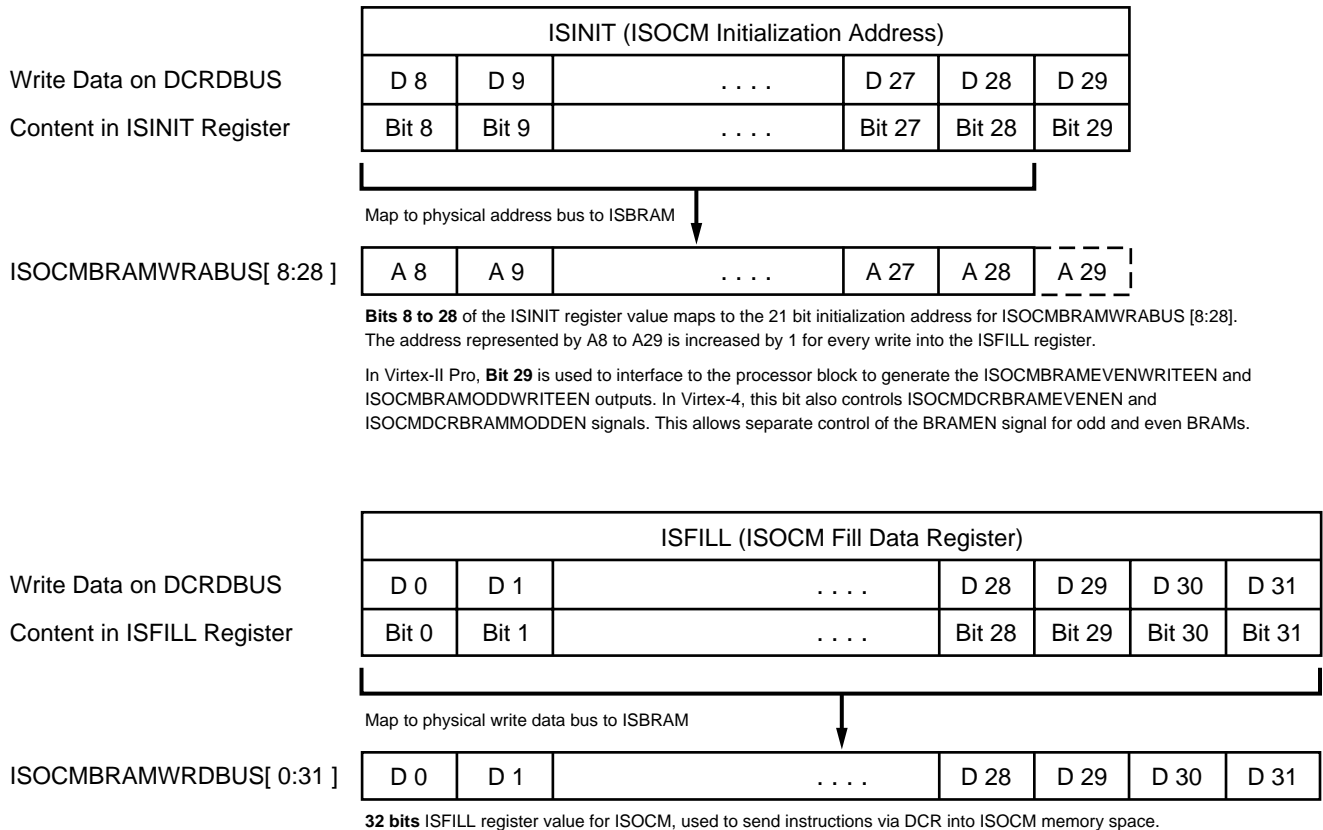 ISINIT (ISOCM Initialization Address)
Write Data on DCRDBUS D 8 D 9 . . . . D 27 D 28 D 29
Content in ISINIT Register Bit 8 Bit 9 . . . . Bit 27 Bit 28 Bit 29
Map to physical address bus to ISBRAM
ISOCMBRAMWRABUS[ 8:28 ] A 8 A 9 . . . . A 27 A 28 A 29
Bits 8 to 28 of the ISINIT register value maps to the 21 bit initialization address for ISOCMBRAMWRABUS [8:28].
The address represented by A8 to A29 is increased by 1 for every write into the ISFILL register.
In Virtex-II Pro, Bit 29 is used to interface to the processor block to generate the ISOCMBRAMEVENWRITEEN and
ISOCMBRAMODDWRITEEN outputs. In Virtex-4, this bit also controls ISOCMDCRBRAMEVENEN and
ISOCMDCRBRAMMODDEN signals. This allows separate control of the BRAMEN signal for odd and even BRAMs.
ISFILL (ISOCM Fill Data Register)
Write Data on DCRDBUS D 0 D 1 . . . . D 28 D 29 D 30 D 31
Content in ISFILL Register Bit 0 Bit 1 . . . . Bit 28 Bit 29 Bit 30 Bit 31
Map to physical write data bus to ISBRAM
ISOCMBRAMWRDBUS[ 0:31 ] D 0 D 1 . . . . D 28 D 29 D 30 D 31
32 bits ISFILL register value for ISOCM, used to send instructions via DCR into ISOCM memory space.